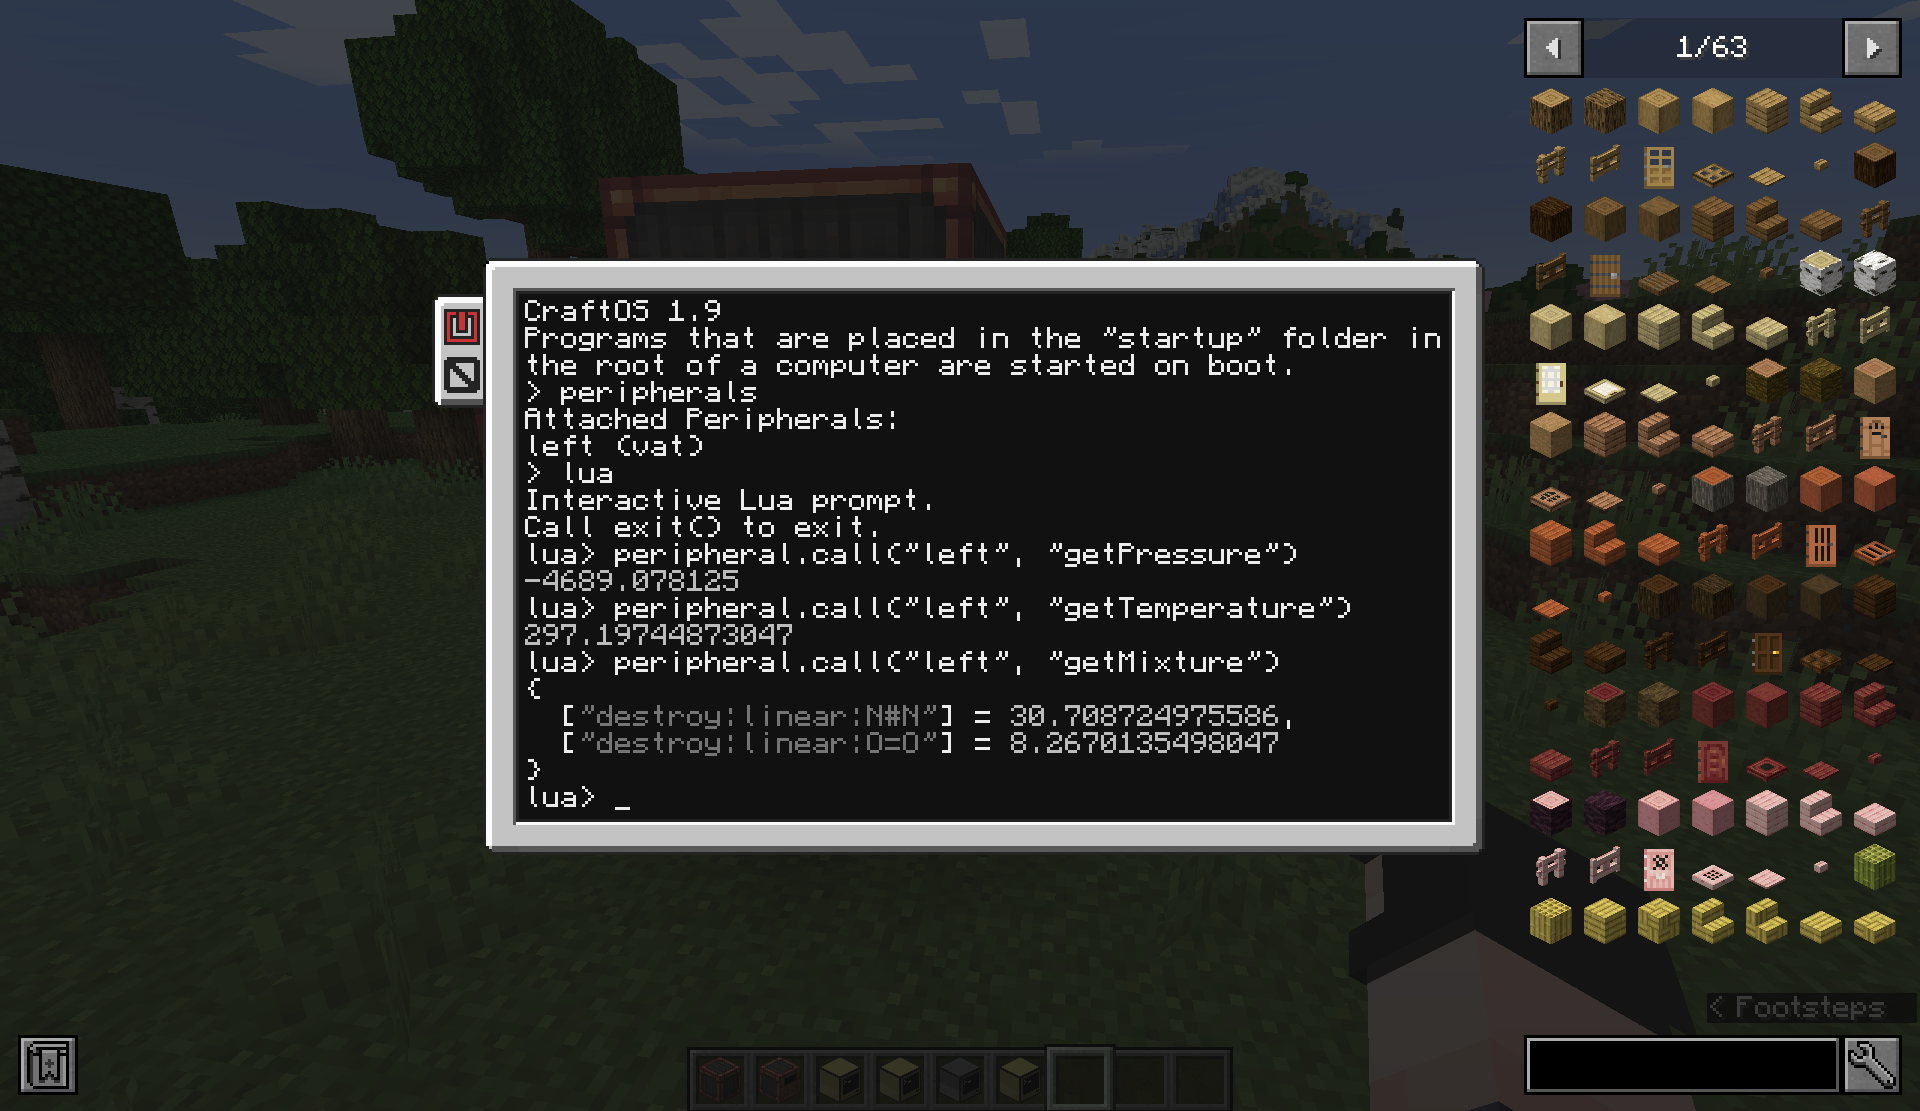 1/63
CraftOS 1.9
Programs that are placed in the "startup" folder in
the root of a computer are started on boot.
> peripherals
Attached Peripherals:
left (vat)
> lua
Interactive Lua prompt.
Call exit() to exit.
lua> peripheral.call("left", "getPressure")
-4689.078125
lua> peripheral.call("left", "getTemperature")
297.19744873047
lua> peripheral.call("left", "getMixture")
{
  ["destroy:linear:N#N"] = 30.708724975586,
  ["destroy:linear:O=O"] = 8.2670135498047
}
lua> _
< Footsteps